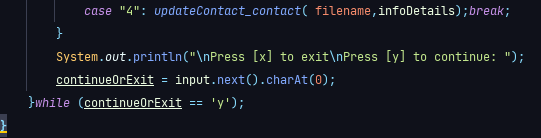 case "4": updateContact_contact( filename,infoDetails);break;
}
System.out.println("\nPress [x] to exit\nPress [y] to continue: ");
continueOrExit = input.next().charAt(0);
}while (continueOrExit == 'y');
}